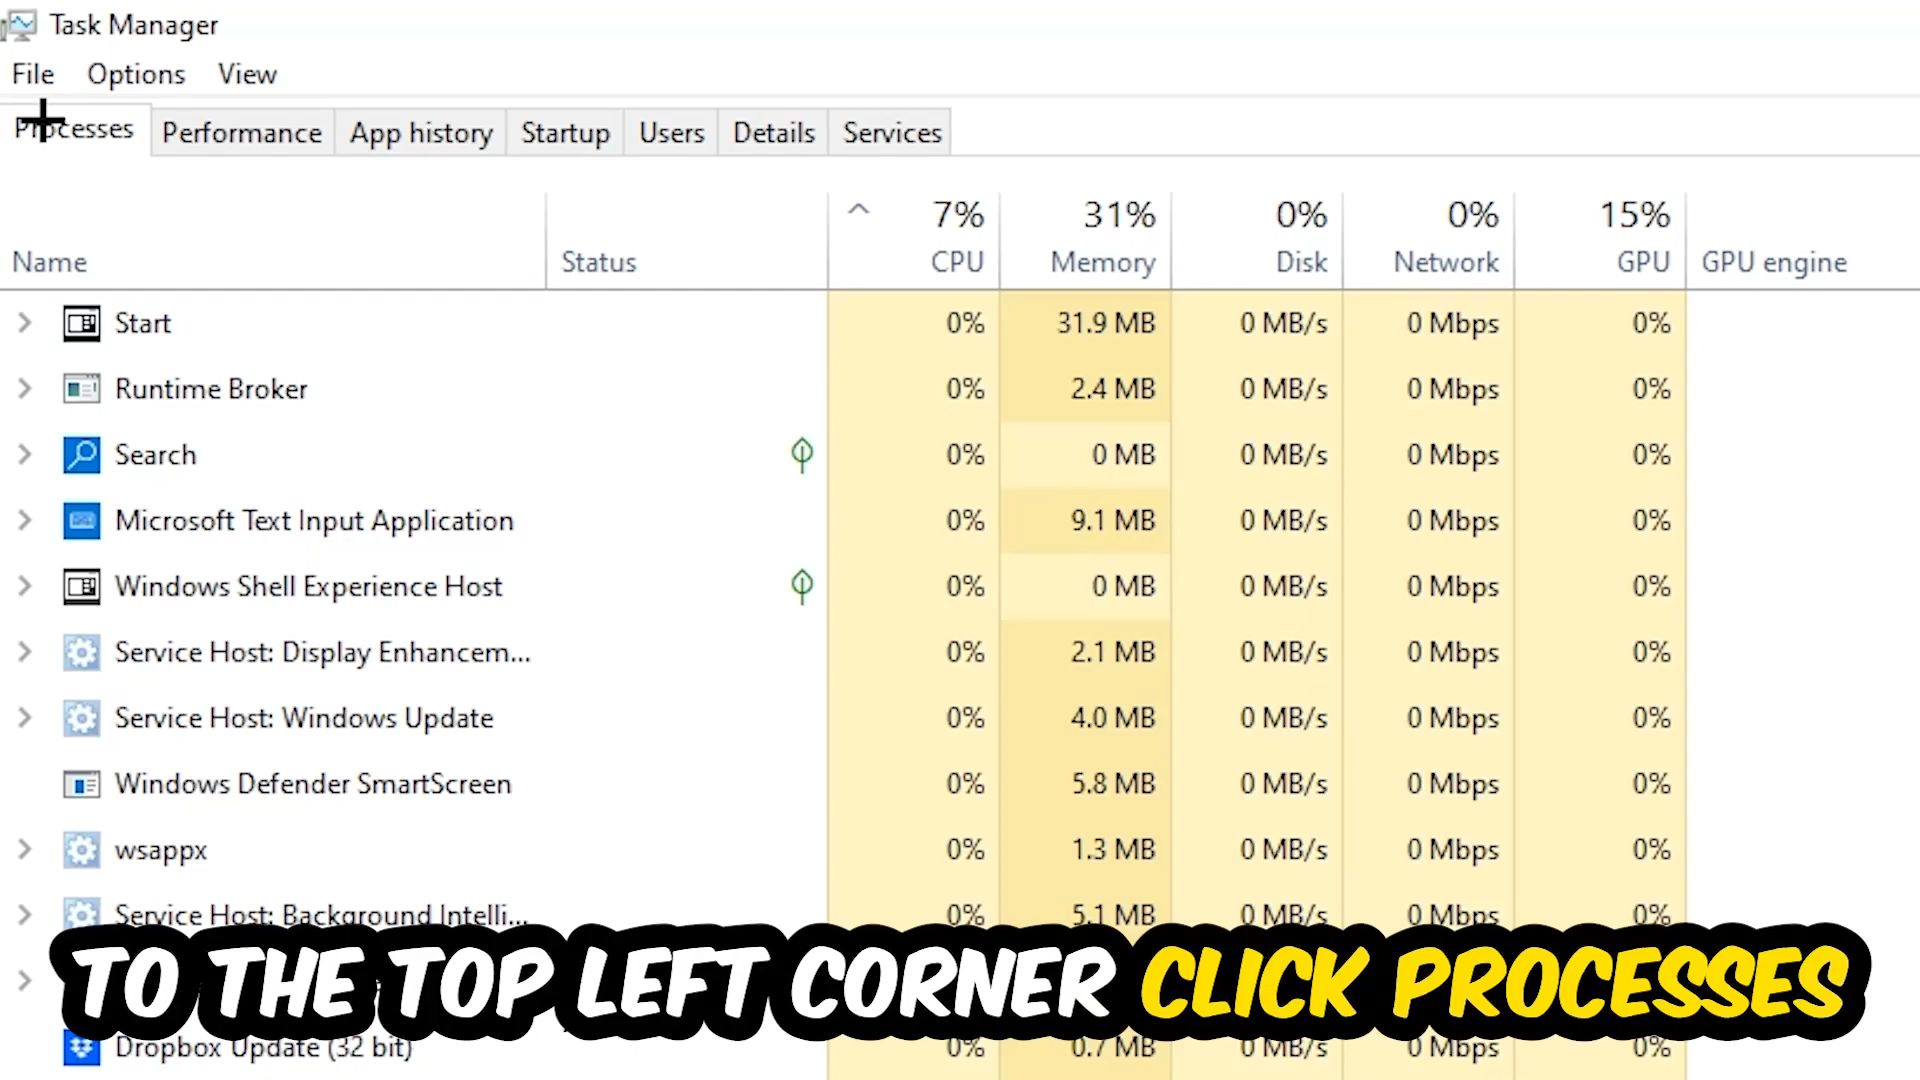 Task Manager
File Options View
Processes Performance App history Startup Users Details Services
7% 31% 0% 0% 15%
Name Status CPU Memory Disk Network GPU GPU engine
Start 0% 31.9 MB 0 MB/s 0 Mbps 0%
Runtime Broker 0% 2.4 MB 0 MB/s 0 Mbps 0%
Search 0% 0 MB 0 MB/s 0 Mbps 0%
Microsoft Text Input Application 0% 9.1 MB 0 MB/s 0 Mbps 0%
Windows Shell Experience Host 0% 0 MB 0 MB/s 0 Mbps 0%
Service Host: Display Enhancem... 0% 2.1 MB 0 MB/s 0 Mbps 0%
Service Host: Windows Update 0% 4.0 MB 0 MB/s 0 Mbps 0%
Windows Defender SmartScreen 0% 5.8 MB 0 MB/s 0 Mbps 0%
wsappx 0% 1.3 MB 0 MB/s 0 Mbps 0%
Service Host: Background Intelli... 0% 5.1 MB 0 MB/s 0 Mbps 0%
TO THE TOP LEFT CORNER CLICK PROCESSES
Dropbox Update (32 bit) 0% 0.7 MB 0 MB/s 0 Mbps 0%